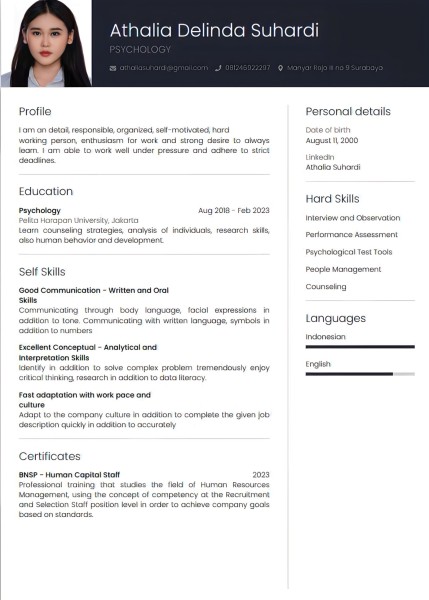 Athalia Delinda Suhardi
PSYCHOLOGY
athaliasuhardi@gmail.com 081245922297 Manyar Rejo III no 9 Surabaya
Profile
I am an detail, responsible, organized, self-motivated, hard
working person, enthusiasm for work and strong desire to always
learn. I am able to work well under pressure and adhere to strict
deadlines.
Education
Psychology Aug 2018 - Feb 2023
Pelita Harapan University, Jakarta
Learn counseling strategies, analysis of individuals, research skills,
also human behavior and development.
Self Skills
Good Communication - Written and Oral
Skills
Communicating through body language, facial expressions in
addition to tone. Communicating with written language, symbols in
addition to numbers
Excellent Conceptual - Analytical and
Interpretation Skills
Identify in addition to solve complex problem tremendously enjoy
critical thinking, research in addition to data literacy.
Fast adaptation with work pace and
culture
Adapt to the company culture in addition to complete the given job
description quickly in addition to accurately
Certificates
BNSP - Human Capital Staff 2023
Professional training that studies the field of Human Resources
Management, using the concept of competency at the Recruitment
and Selection Staff position level in order to achieve company goals
based on standards.
Personal details
Date of birth
August 11, 2000
LinkedIn
Athalia Suhardi
Hard Skills
Interview and Observation
Performance Assessment
Psychological Test Tools
People Management
Counseling
Languages
Indonesian
English